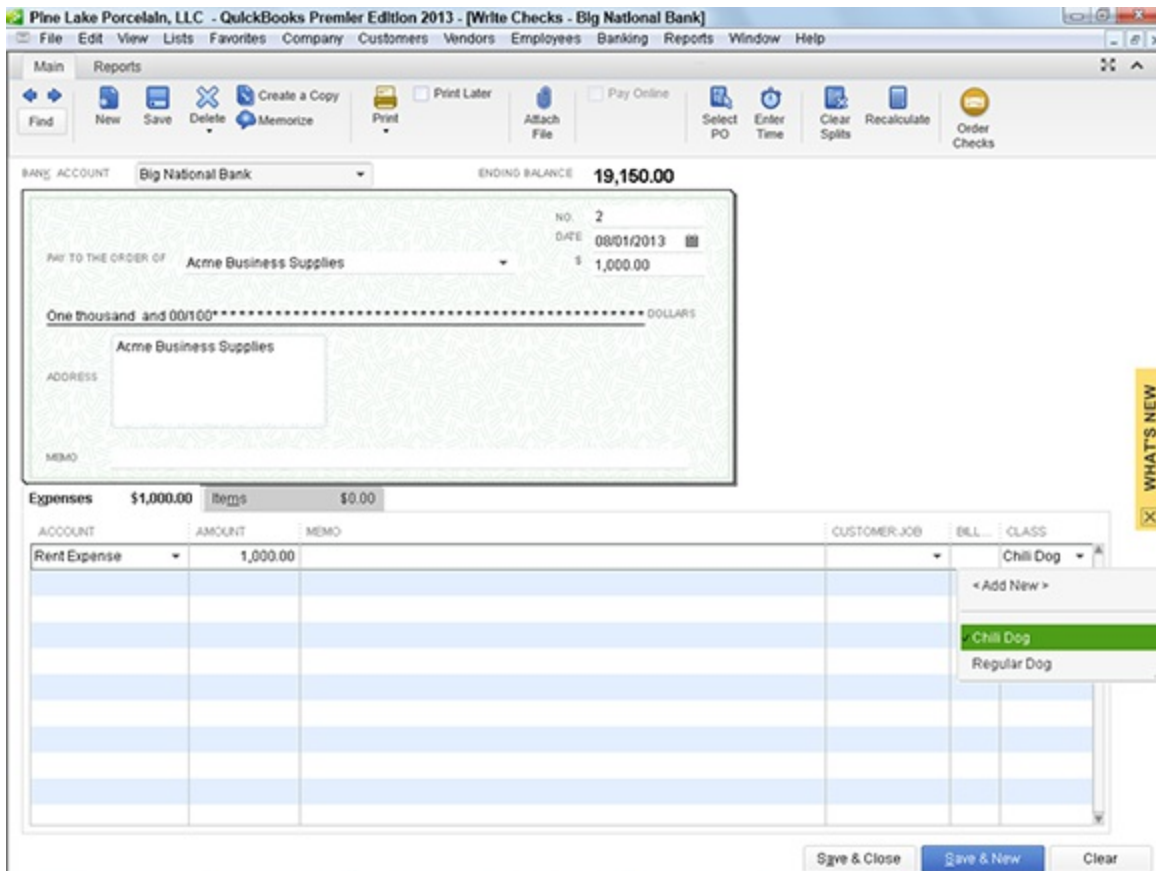 Pine Lake Porcelain, LLC - QuickBooks Premier Edition 2013 - [Write Checks - Big National Bank]
File Edit View Lists Favorites Company Customers Vendors Employees Banking Reports Window Help
Main Reports
Find New Save Delete Create a Copy Memorize Print Print Later Attach File Pay Online Select PO Enter Time Clear Splits Recalculate Order Checks
BANK ACCOUNT Big National Bank ENDING BALANCE 19,150.00
NO. 2
DATE 08/01/2013
PAY TO THE ORDER OF Acme Business Supplies $ 1,000.00
One thousand and 00/100* * * * * * * * * * * * * * * * * * * * * * * * * * * * * * * * * * * * * * * * * * * * * * * * * * * * * * DOLLARS
Acme Business Supplies
ADDRESS
MEMO
Expenses $1,000.00 Items $0.00
ACCOUNT AMOUNT MEMO CUSTOMER:JOB BILL... CLASS
Rent Expense 1,000.00 Chili Dog
< Add New >
Chili Dog
Regular Dog
WHAT'S NEW
Save & Close Save & New Clear